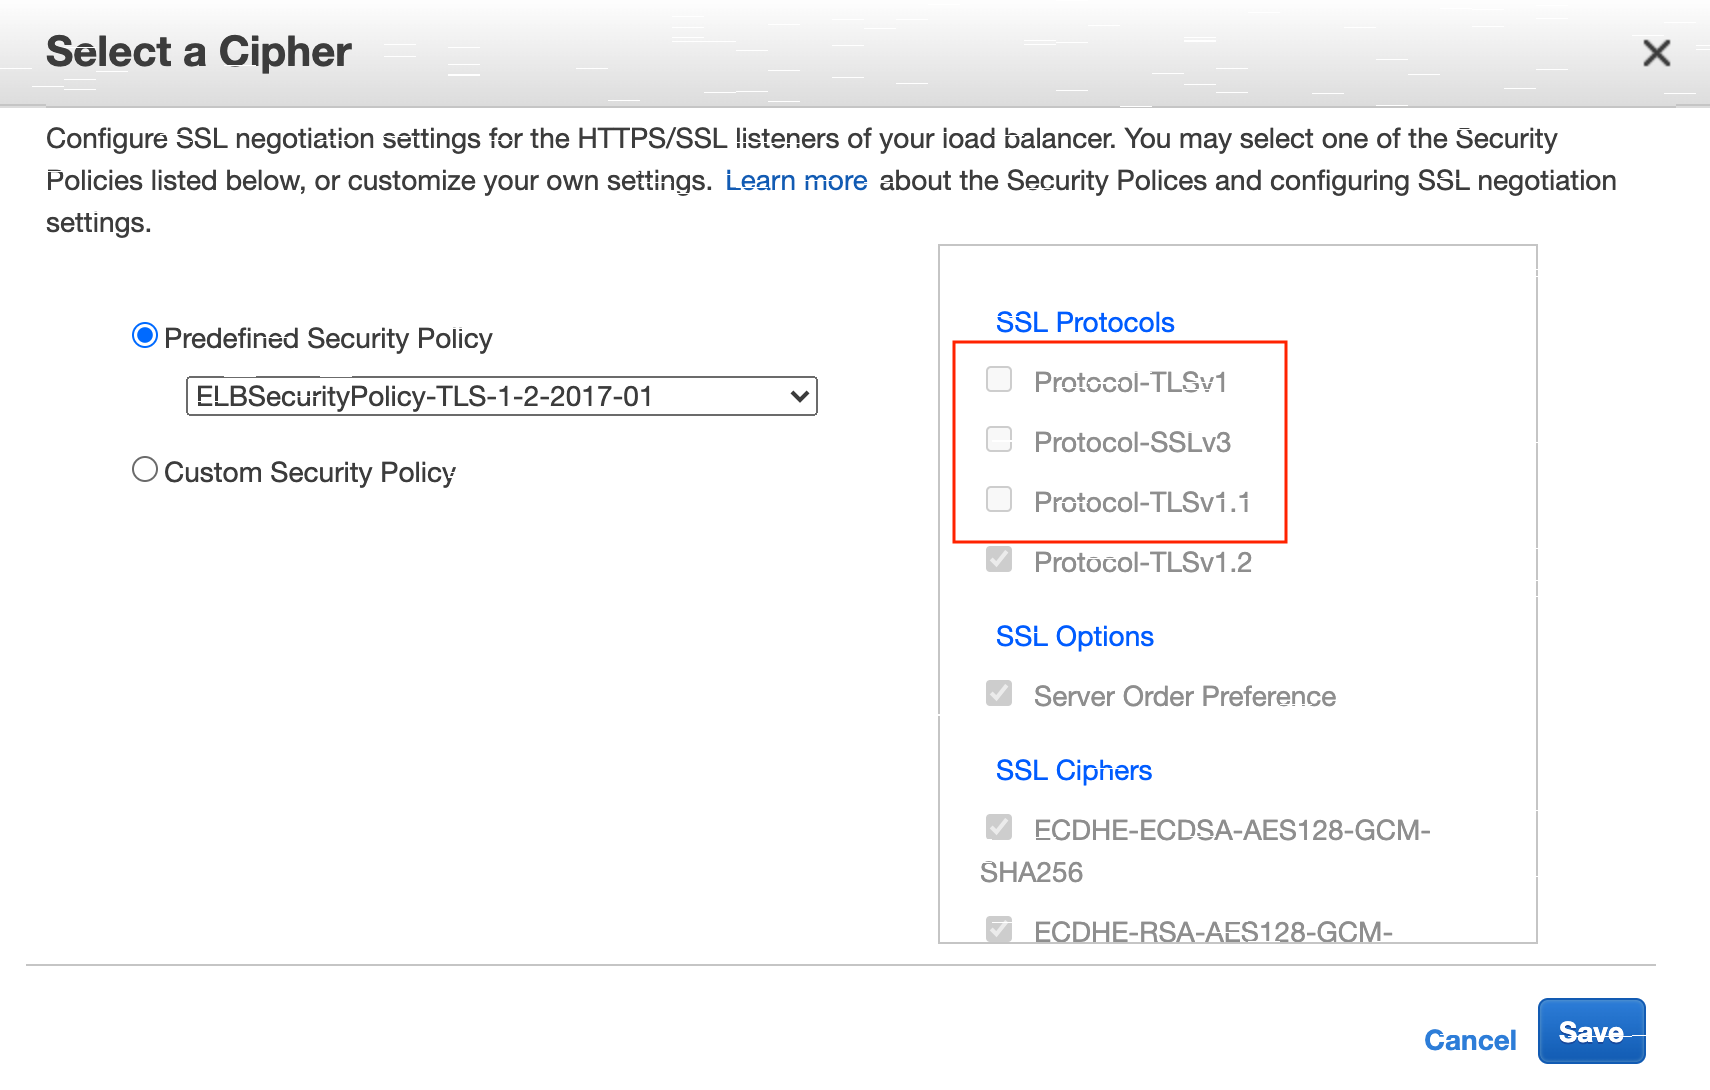 Select a Cipher
Configure SSL negotiation settings for the HTTPS/SSL listeners of your load balancer. You may select one of the Security
Policies listed below, or customize your own settings. Learn more about the Security Polices and configuring SSL negotiation
settings.
Predefined Security Policy
ELBSecurityPolicy-TLS-1-2-2017-01
Custom Security Policy
SSL Protocols
Protocol-TLSv1
Protocol-SSLv3
Protocol-TLSv1.1
Protocol-TLSv1.2
SSL Options
Server Order Preference
SSL Ciphers
ECDHE-ECDSA-AES128-GCM-
SHA256
ECDHE-RSA-AES128-GCM-
Cancel
Save